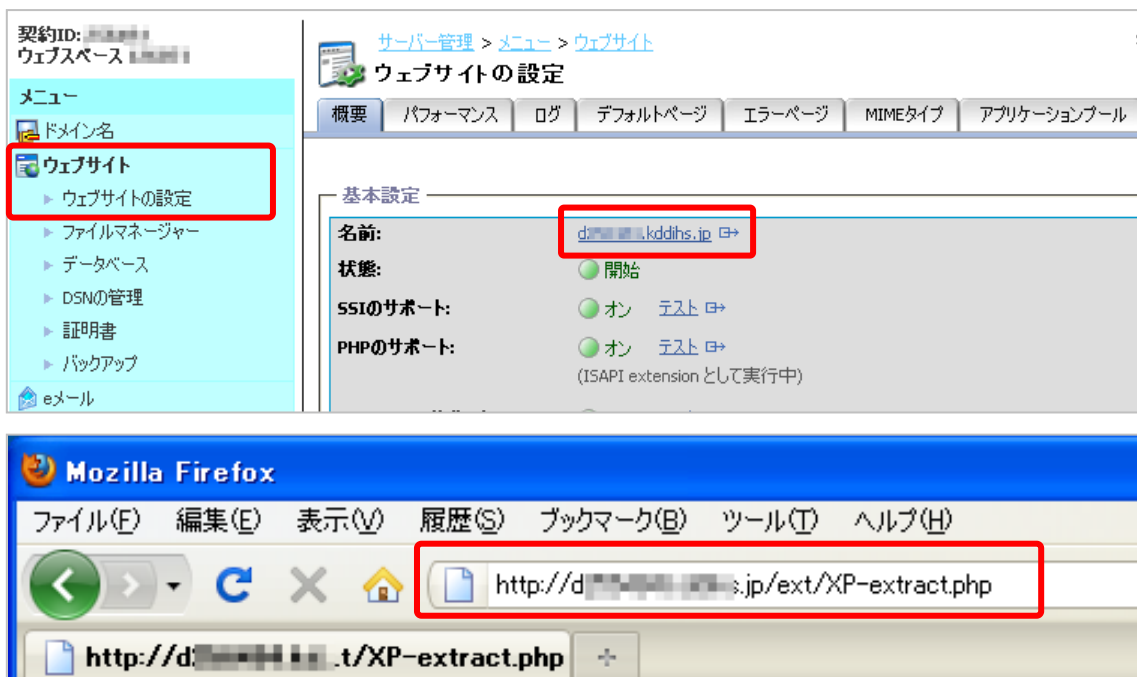 契約ID:
ウェブスペース
メニュー
ドメイン名
ウェブサイト
ウェブサイトの設定
ファイルマネージャー
データベース
DSNの管理
証明書
バックアップ
eメール
サーバー管理 > メニュー > ウェブサイト
ウェブサイトの設定
概要 パフォーマンス ログ デフォルトページ エラーページ MIMEタイプ アプリケーションプール
基本設定
名前: d .kddihs.jp
状態: 開始
SSIのサポート: オン テスト
PHPのサポート: オン テスト
(ISAPI extension として実行中)
Mozilla Firefox
ファイル(F) 編集(E) 表示(V) 履歴(S) ブックマーク(B) ツール(T) ヘルプ(H)
http://d s.jp/ext/XP-extract.php
http://d .t/XP-extract.php